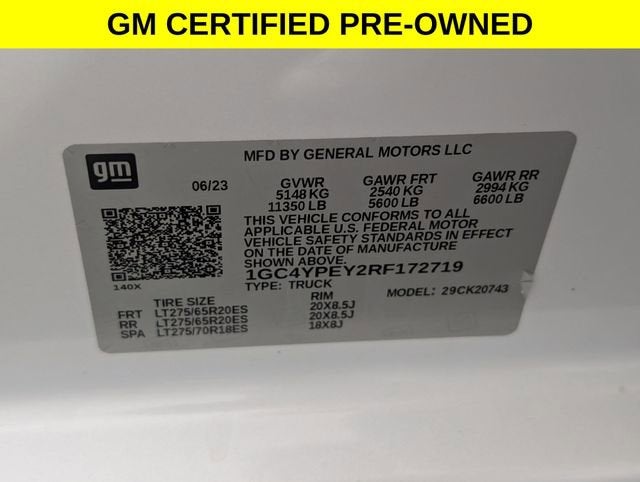 GM CERTIFIED PRE-OWNED
gm
MFD BY GENERAL MOTORS LLC
06/23 GVWR GAWR FRT GAWR RR
5148 KG 2540 KG 2994 KG
11350 LB 5600 LB 6600 LB
THIS VEHICLE CONFORMS TO ALL
APPLICABLE U.S. FEDERAL MOTOR
VEHICLE SAFETY STANDARDS IN EFFECT
ON THE DATE OF MANUFACTURE
SHOWN ABOVE.
1GC4YPEY2RF172719
140X TYPE: TRUCK MODEL: 29CK20743
TIRE SIZE RIM
FRT LT275/65R20ES 20X8.5J
RR LT275/65R20ES 20X8.5J
SPA LT275/70R18ES 18X8J